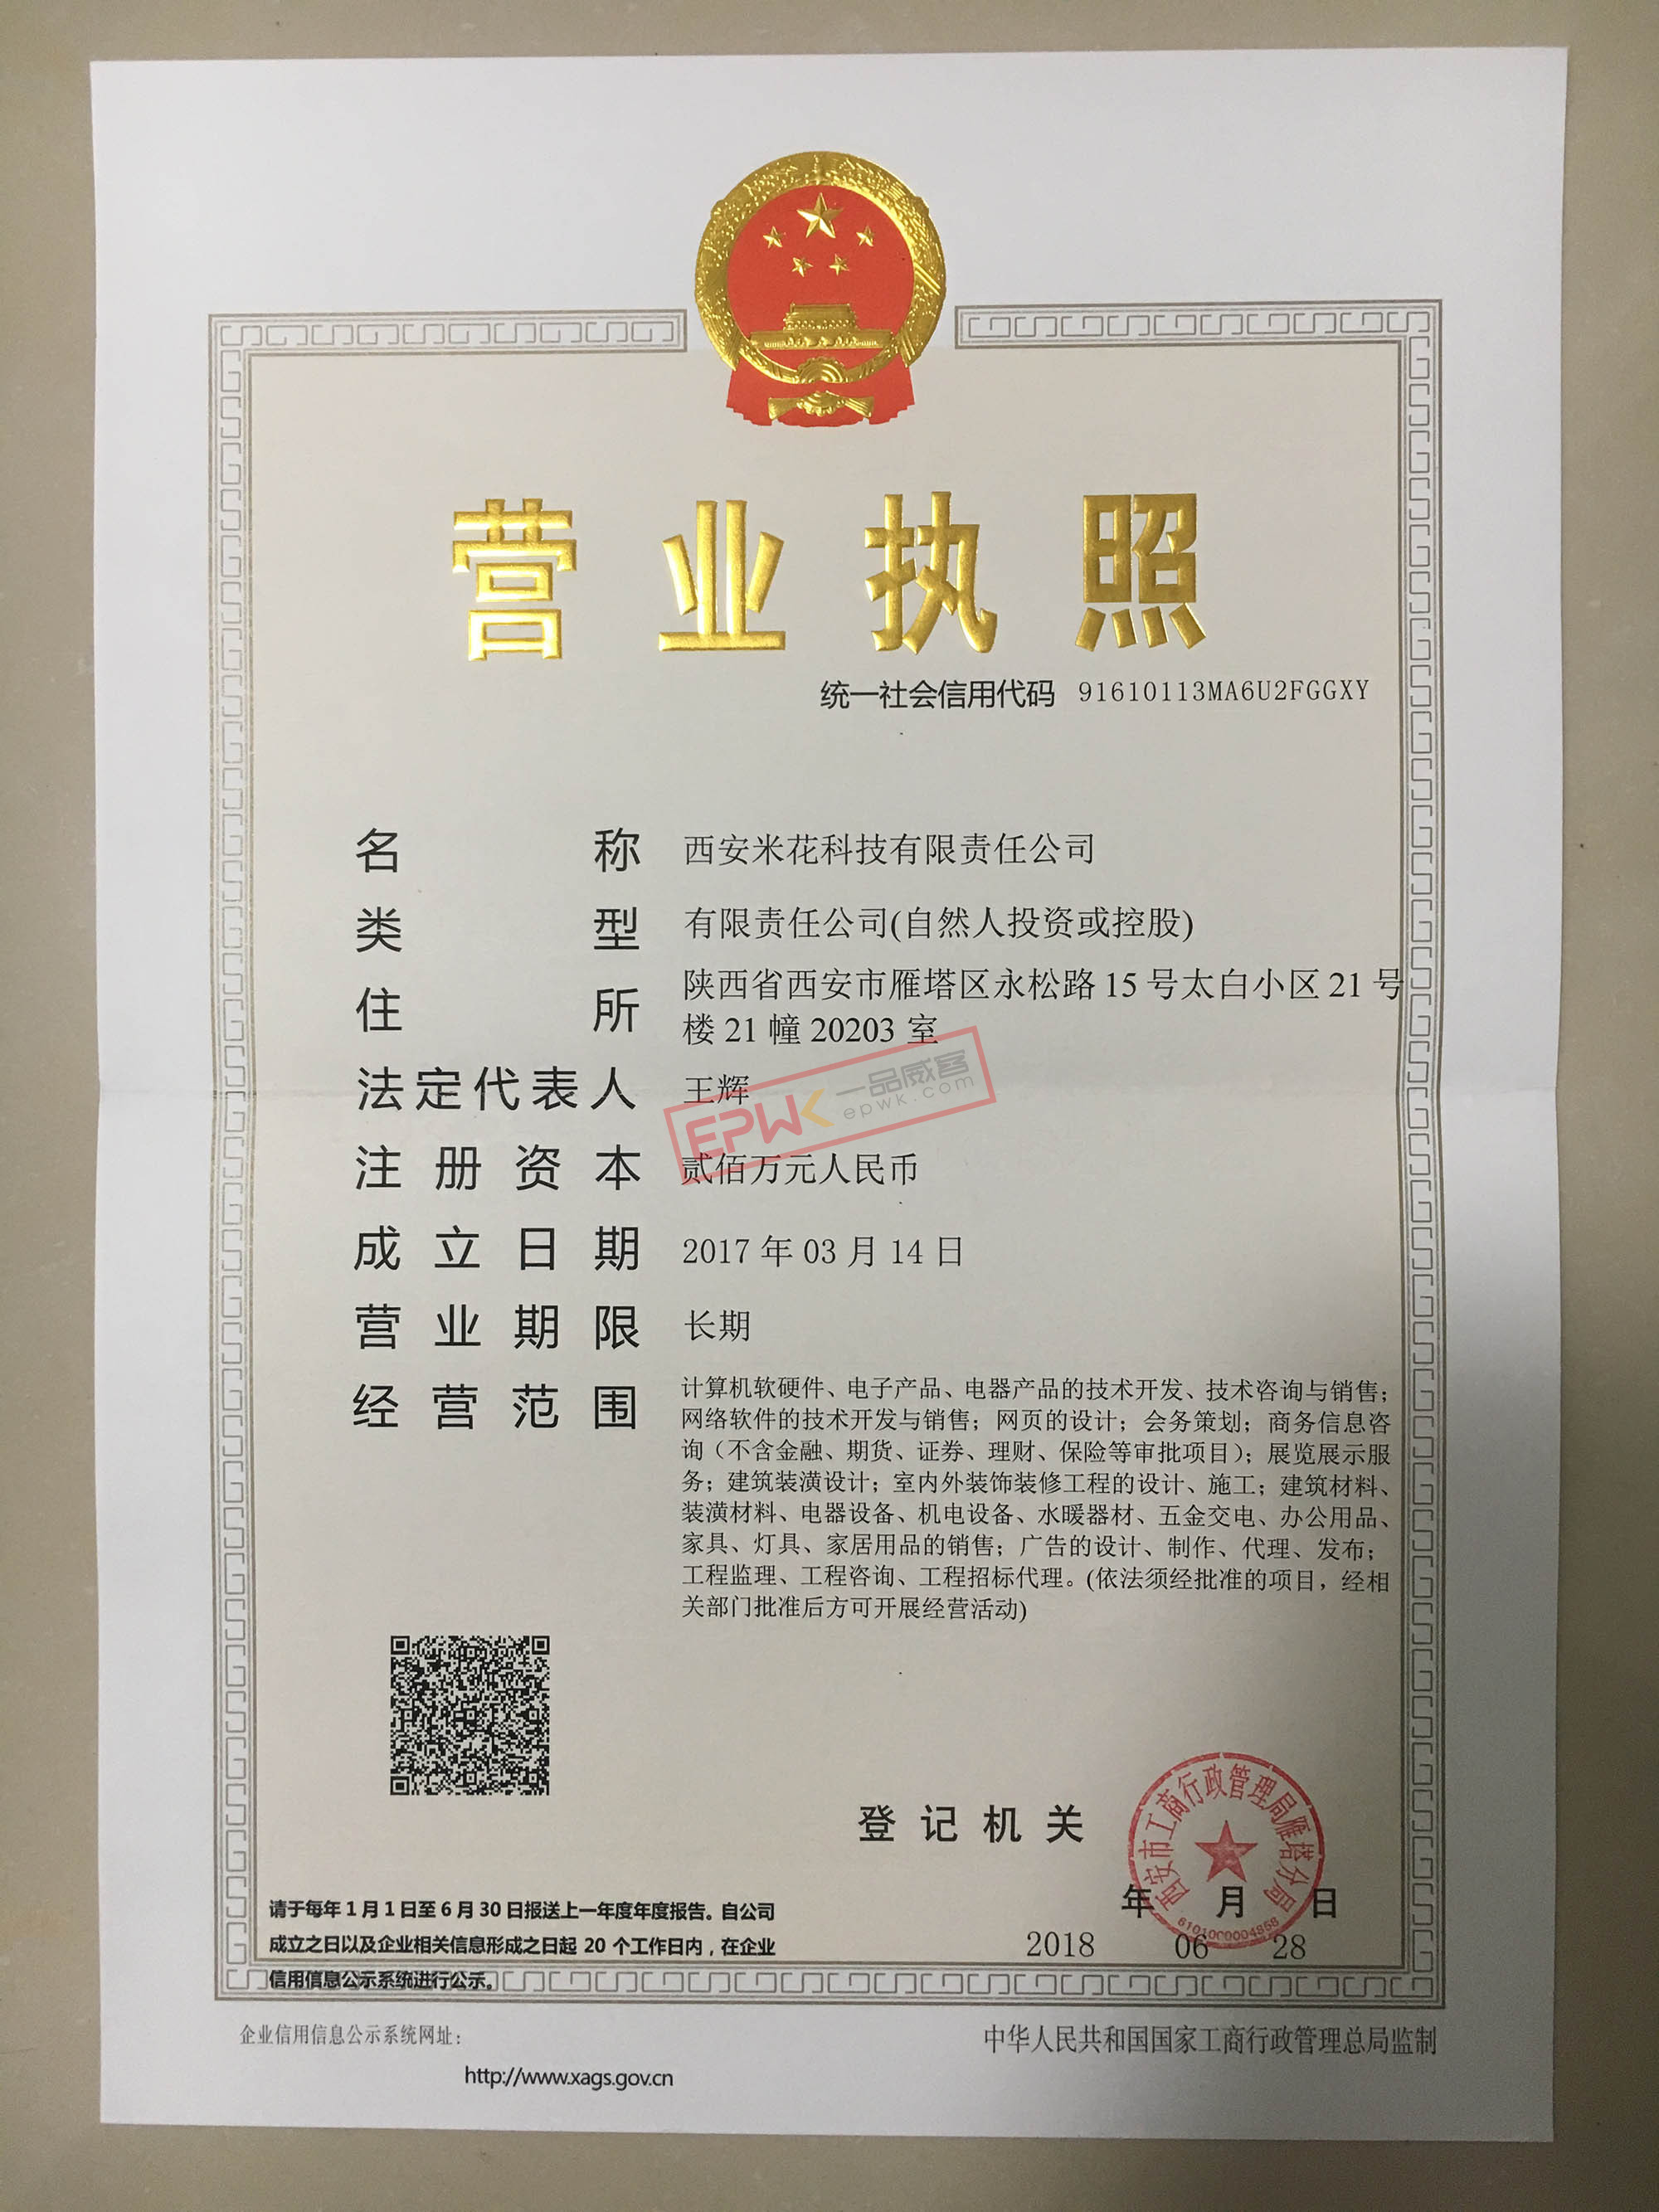 营业执照
统一社会信用代码 91610113MA6U2FGGXY
名称 西安米花科技有限责任公司
类型 有限责任公司(自然人投资或控股)
住所 陕西省西安市雁塔区永松路15号太白小区21号
楼21幢20203室
法定代表人 王辉
EPWK一品威客
epwk.com
注册资本 贰佰万元人民币
成立日期 2017年03月14日
营业期限 长期
经营范围 计算机软硬件、电子产品、电器产品的技术开发、技术咨询与销售；
网络软件的技术开发与销售；网页的设计；会务策划；商务信息咨
询（不含金融、期货、证券、理财、保险等审批项目）；展览展示服
务；建筑装潢设计；室内外装饰装修工程的设计、施工；建筑材料、
装潢材料、电器设备、机电设备、水暖器材、五金交电、办公用品、
家具、灯具、家居用品的销售；广告的设计、制作、代理、发布；
工程监理、工程咨询、工程招标代理。(依法须经批准的项目，经相
关部门批准后方可开展经营活动)
登记机关
西安市工商行政管理局雁塔分局
6101000004858
年 月 日
2018 06 28
请于每年1月1日至6月30日报送上一年度年度报告。自公司
成立之日以及企业相关信息形成之日起 20 个工作日内，在企业
信用信息公示系统进行公示。
企业信用信息公示系统网址：
http://www.xags.gov.cn
中华人民共和国国家工商行政管理总局监制